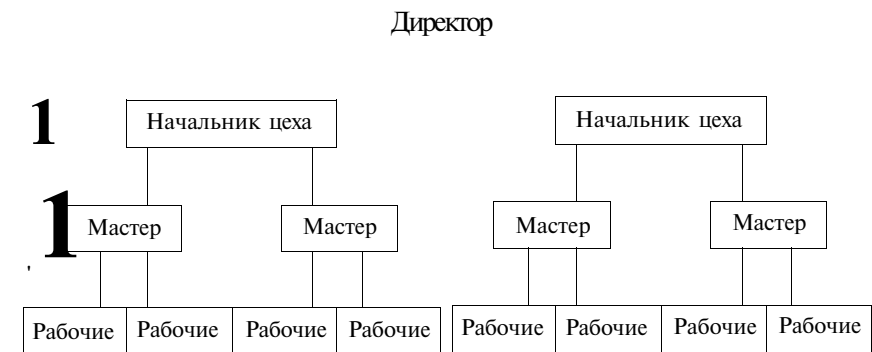 Директор
1
Начальник цеха
Начальник цеха
1
Мастер
Мастер
Мастер
Мастер
'
Рабочие
Рабочие
Рабочие
Рабочие
Рабочие
Рабочие
Рабочие
Рабочие